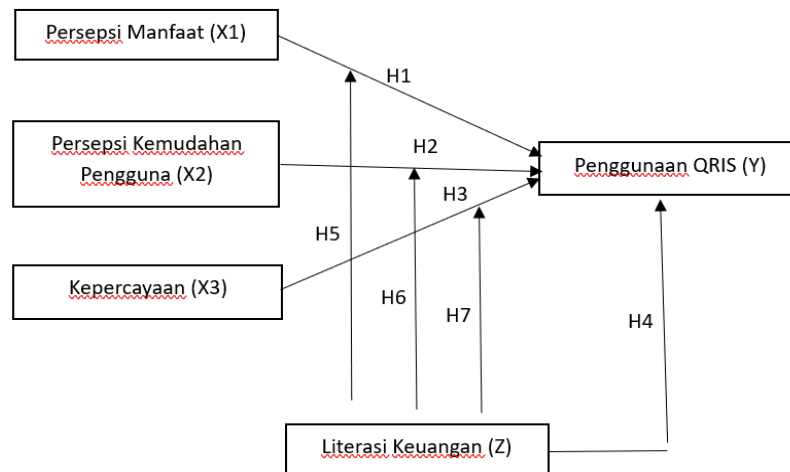 Persepsi Manfaat (X1)
H1
Persepsi Kemudahan
Pengguna (X2)
H2
Penggunaan QRIS (Y)
H3
H5
Kepercayaan (X3)
H6
H7
H4
Literasi Keuangan (Z)